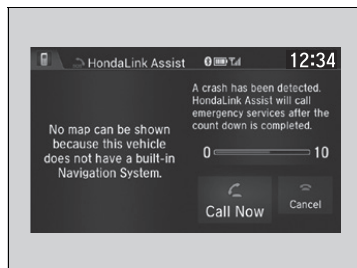 HondaLink Assist
12:34
No map can be shown
because this vehicle
does not have a built-in
Navigation System.
A crash has been detected.
HondaLink Assist will call
emergency services after the
count down is completed.
0 10
Call Now
Cancel